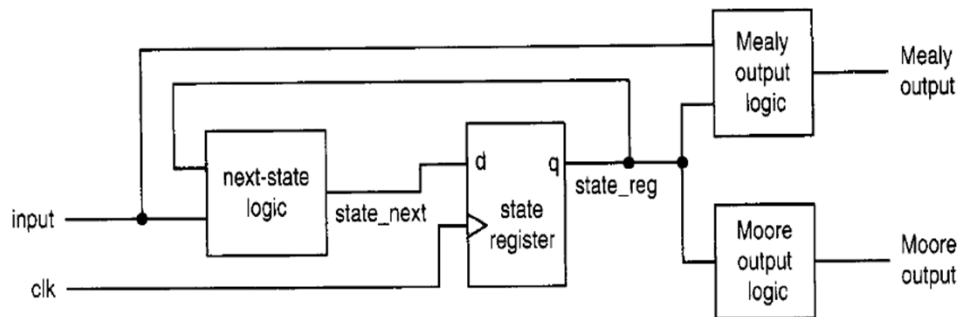 Mealy
output
logic
Mealy
output
next-state
logic
d
q
state_reg
state_next
state
register
input
clk
Moore
output
logic
Moore
output